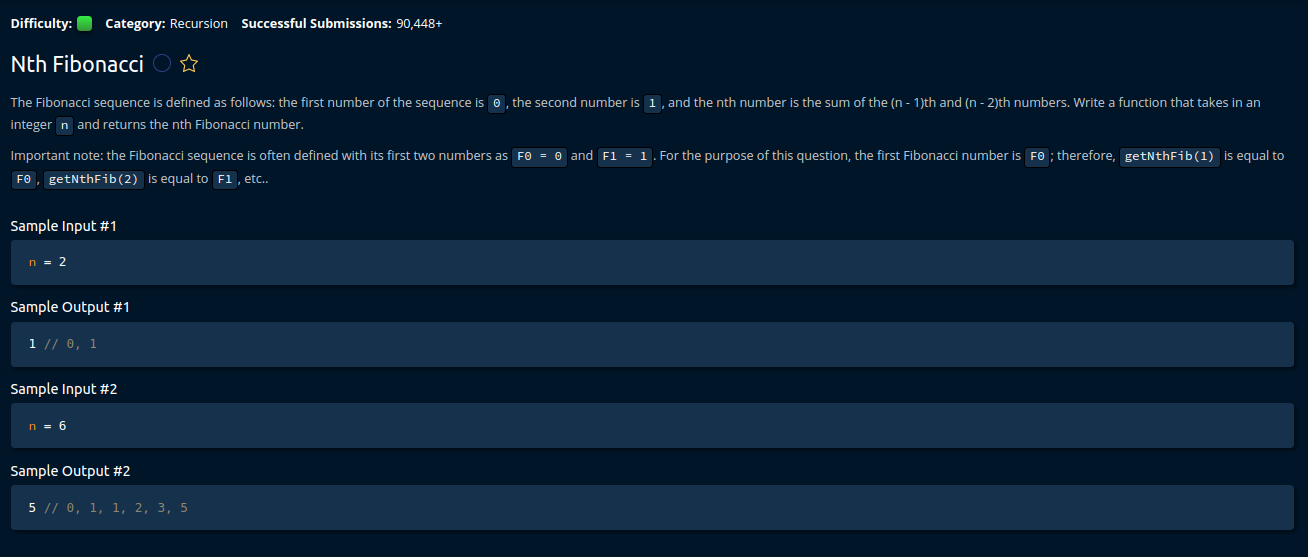 Difficulty: Category: Recursion Successful Submissions: 90,448+
Nth Fibonacci
The Fibonacci sequence is defined as follows: the first number of the sequence is 0, the second number is 1, and the nth number is the sum of the (n - 1)th and (n - 2)th numbers. Write a function that takes in an
integer n and returns the nth Fibonacci number.
Important note: the Fibonacci sequence is often defined with its first two numbers as F0 = 0 and F1 = 1. For the purpose of this question, the first Fibonacci number is F0; therefore, getNthFib(1) is equal to
F0, getNthFib(2) is equal to F1, etc..
Sample Input #1
n = 2
Sample Output #1
1 // 0, 1
Sample Input #2
n = 6
Sample Output #2
5 // 0, 1, 1, 2, 3, 5